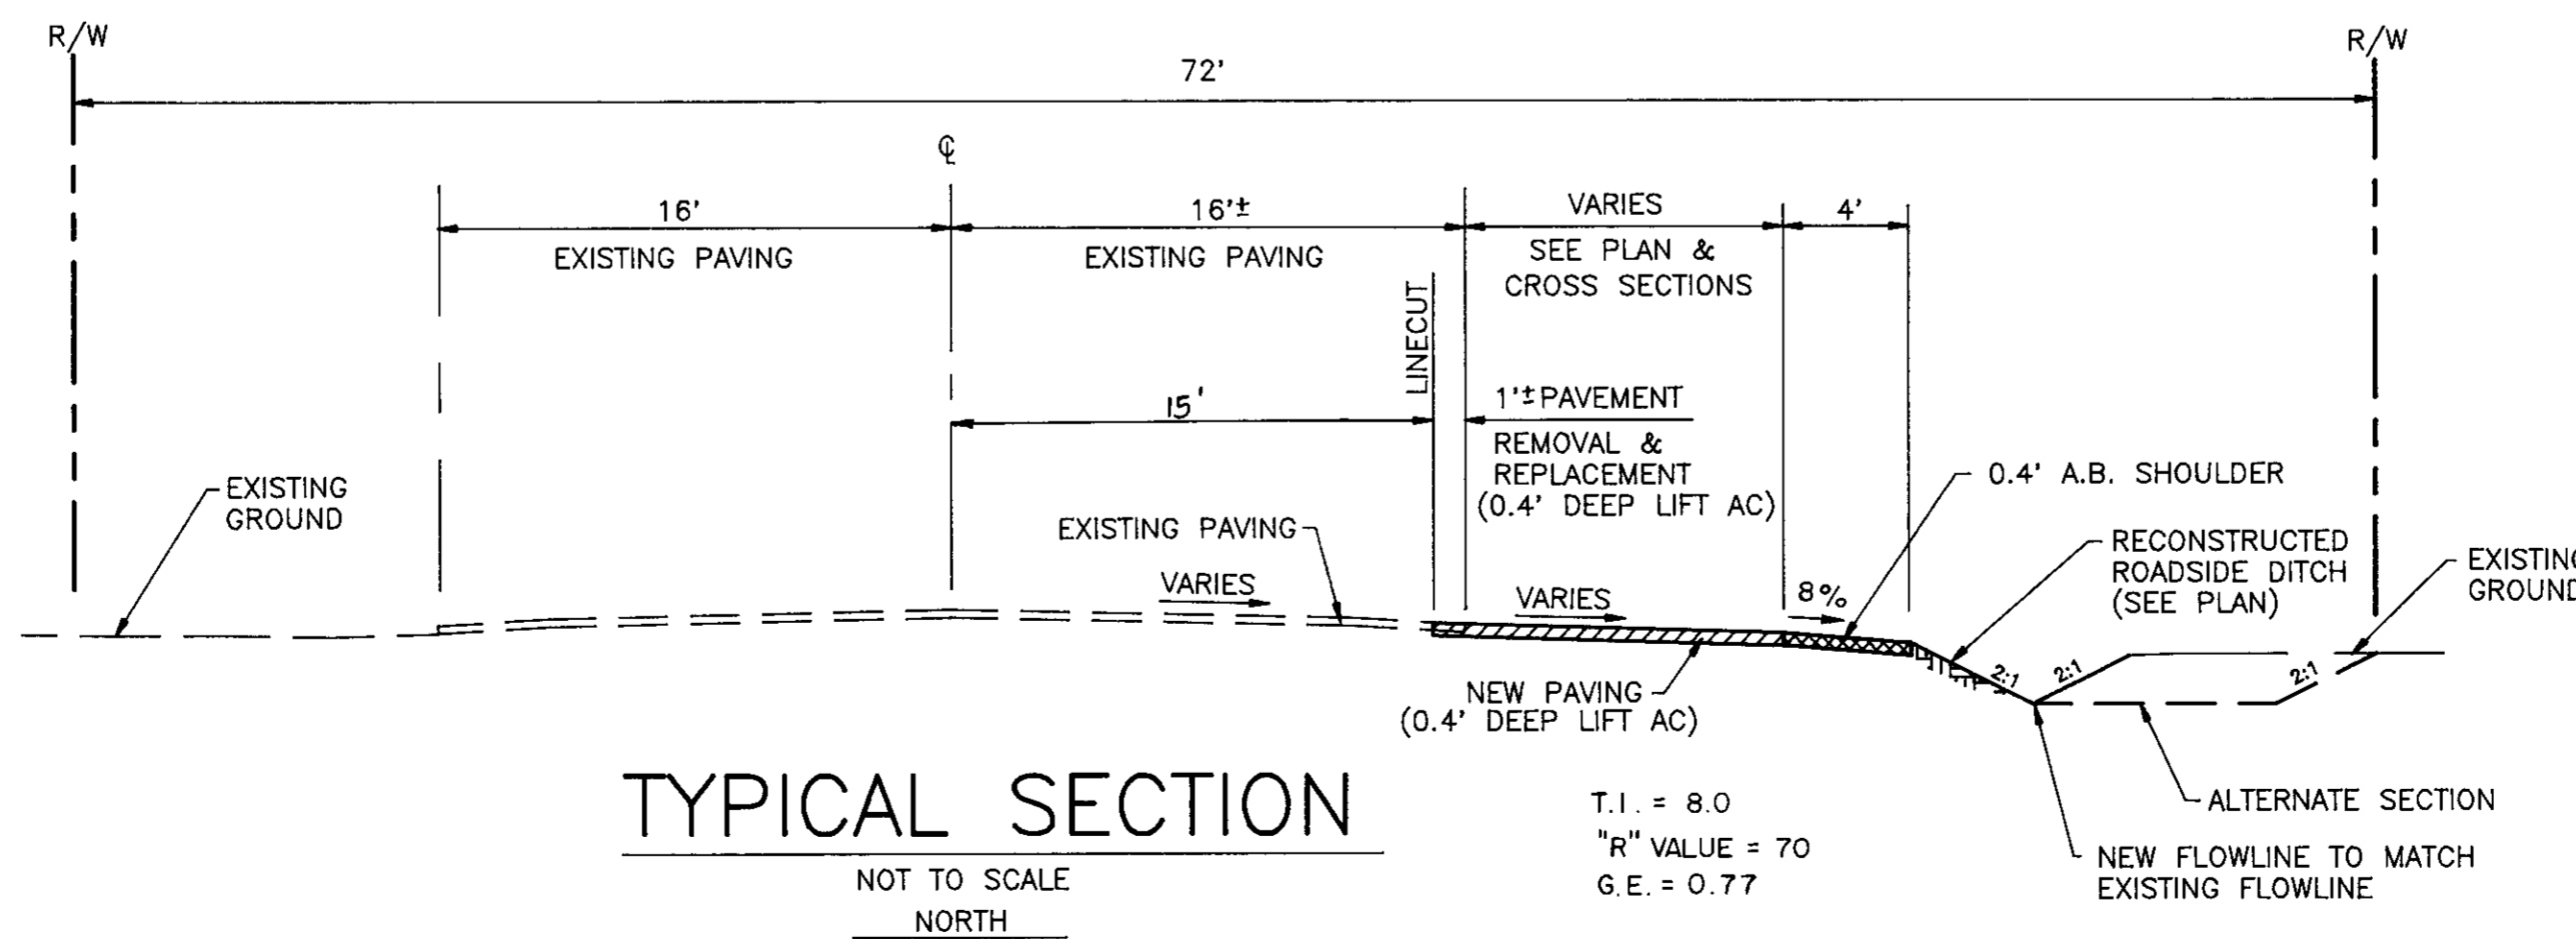 R/W
R/W
72'
℄
16'
16'±
VARIES
4'
EXISTING PAVING
EXISTING PAVING
SEE PLAN &
CROSS SECTIONS
LINECUT
15'
1'± PAVEMENT
REMOVAL &
REPLACEMENT
(0.4' DEEP LIFT AC)
EXISTING
GROUND
0.4' A.B. SHOULDER
EXISTING PAVING
RECONSTRUCTED
ROADSIDE DITCH
(SEE PLAN)
EXISTING
GROUND
VARIES
VARIES
8%
2:1
2:1
2:1
NEW PAVING
(0.4' DEEP LIFT AC)
TYPICAL SECTION
NOT TO SCALE
NORTH
T.I. = 8.0
"R" VALUE = 70
G.E. = 0.77
ALTERNATE SECTION
NEW FLOWLINE TO MATCH
EXISTING FLOWLINE